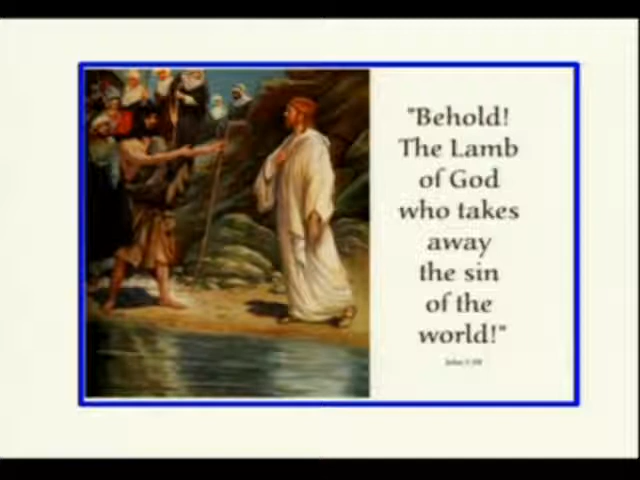 "Behold!
The Lamb
of God
who takes
away
the sin
of the
world!"